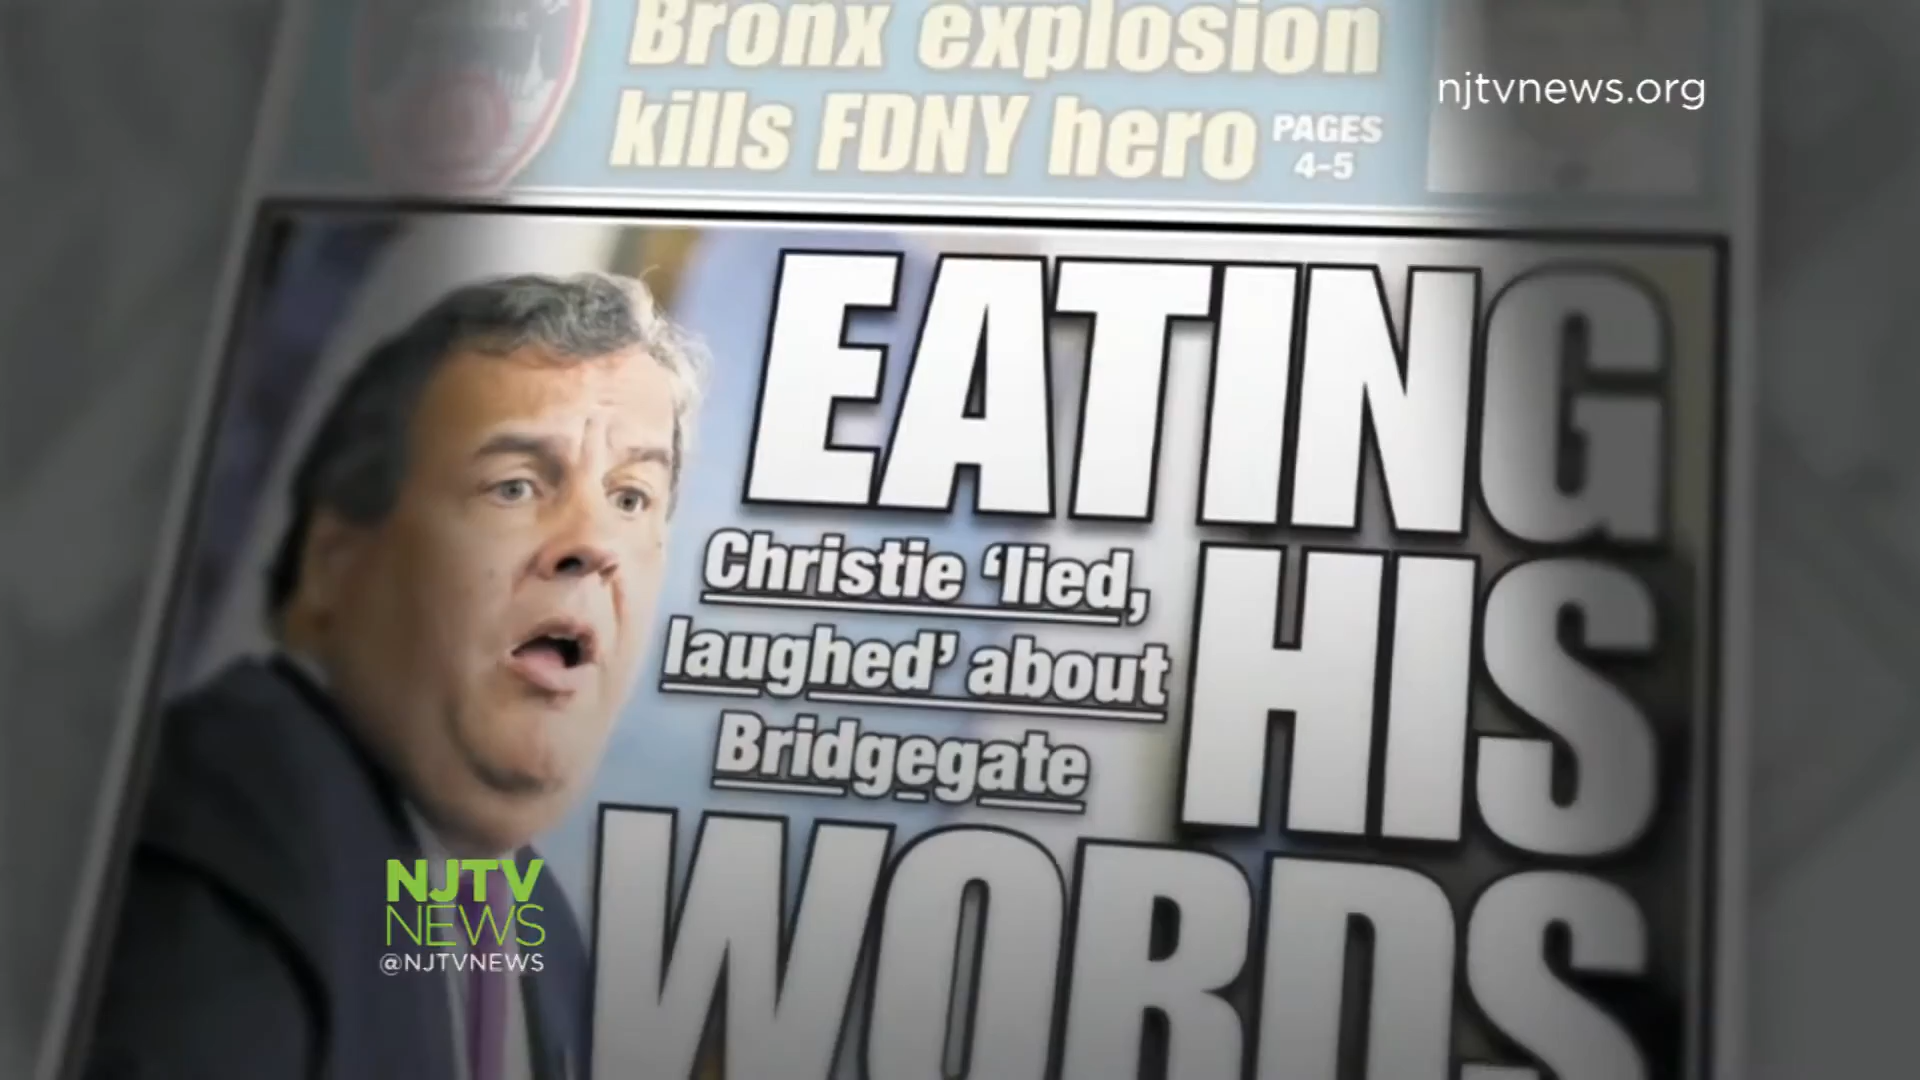 Bronx explosion
kills FDNY hero
PAGES
4-5
njtvnews.org
EATING
HIS
WORDS
Christie ‘lied,
laughed’ about
Bridgegate
NJTV
NEWS
@NJTVNEWS